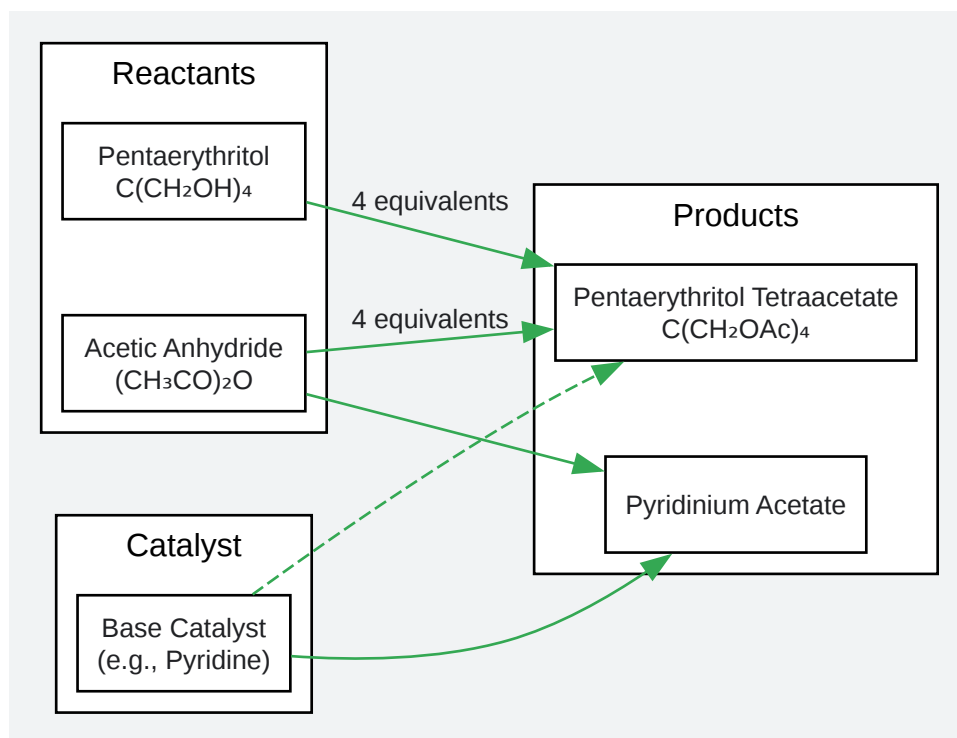 Reactants
Pentaerythritol
C(CH₂OH)₄
4 equivalents
Acetic Anhydride
(CH₃CO)₂O
4 equivalents
Products
Pentaerythritol Tetraacetate
C(CH₂OAc)₄
Pyridinium Acetate
Catalyst
Base Catalyst
(e.g., Pyridine)